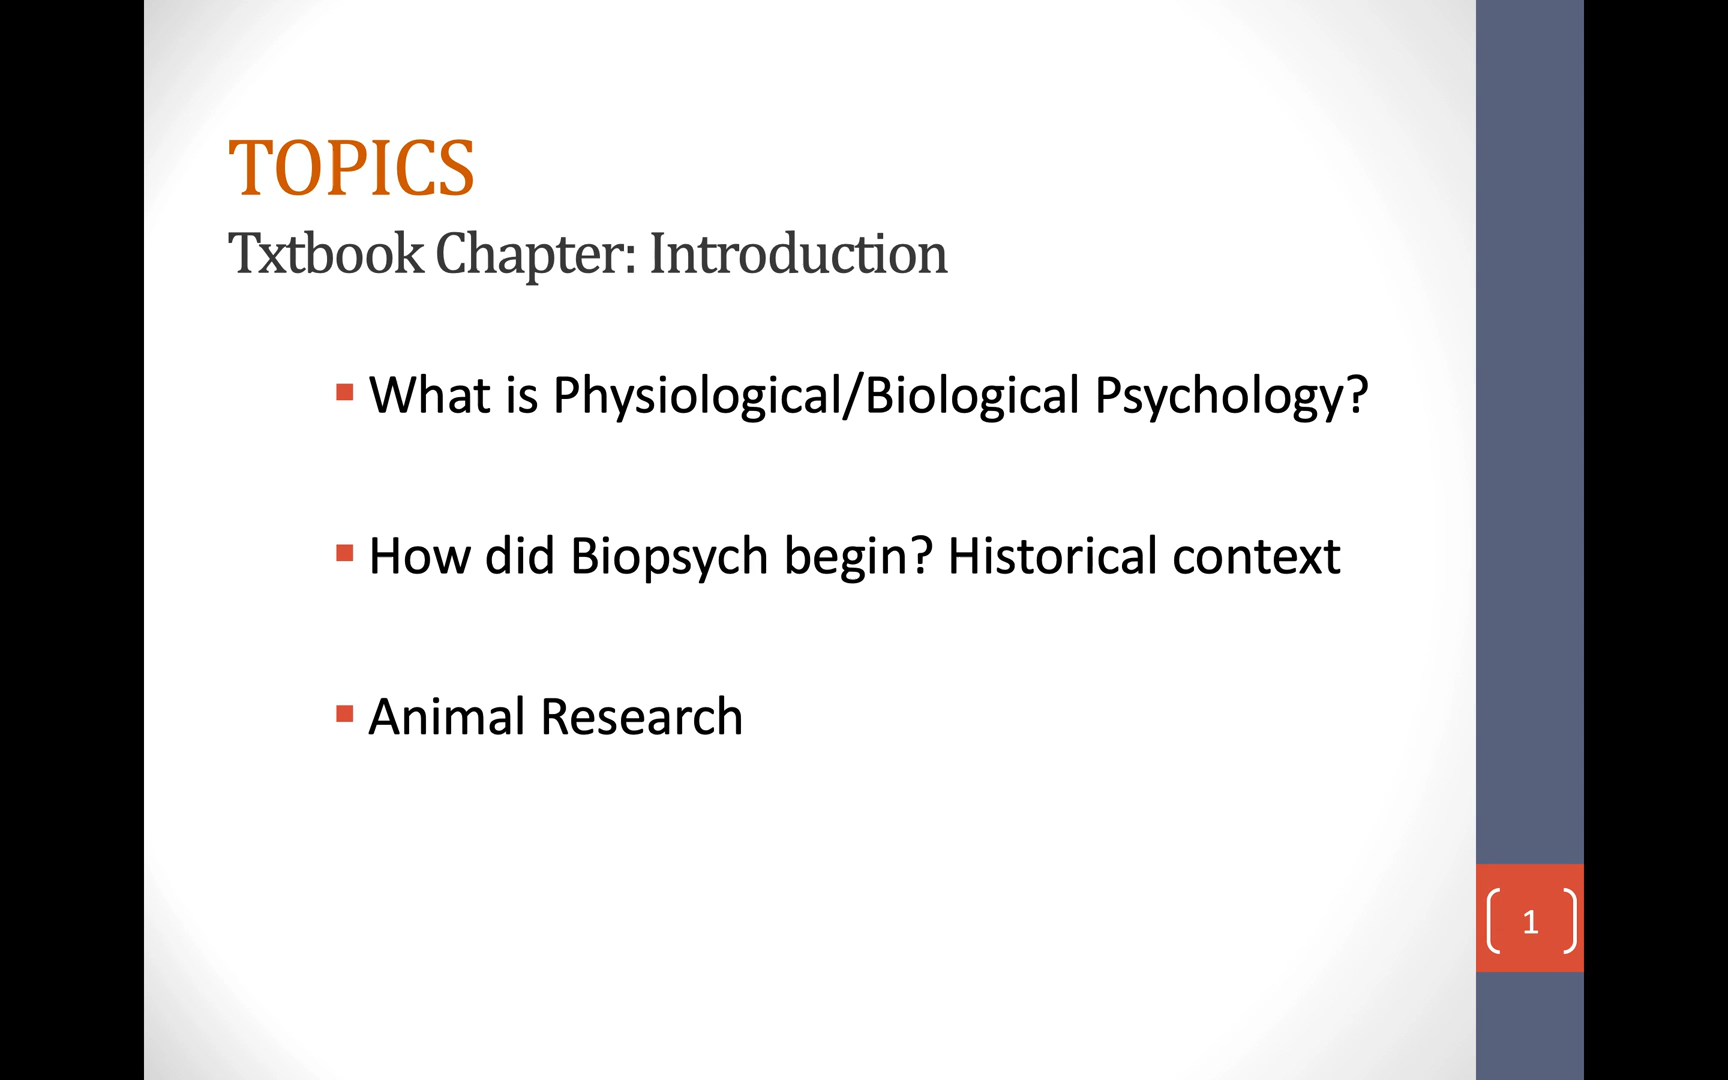 TOPICS
Txtbook Chapter: Introduction
▪ What is Physiological/Biological Psychology?
▪ How did Biopsych begin? Historical context
▪ Animal Research
1